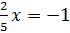 2/5 x = −1